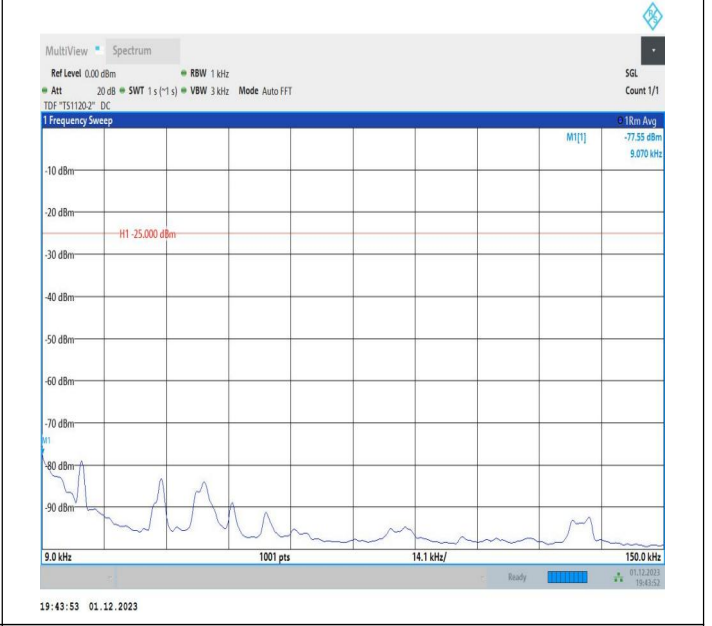 MultiView Spectrum
Ref Level 0.00 dBm RBW 1 kHz SGL
Att 20 dB SWT 1 s (~1 s) VBW 3 kHz Mode Auto FFT Count 1/1
TDF "TS1120-2" DC
1 Frequency Sweep 1Rm Avg
M1[1] -77.55 dBm
9.070 kHz
-10 dBm
-20 dBm
H1 -25.000 dBm
-30 dBm
-40 dBm
-50 dBm
-60 dBm
-70 dBm
M1
-80 dBm
-90 dBm
9.0 kHz 1001 pts 14.1 kHz/ 150.0 kHz
Ready 01.12.2023
19:43:52
19:43:53 01.12.2023